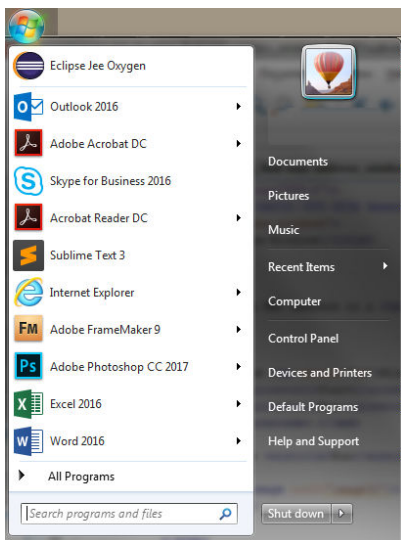 Eclipse Jee Oxygen
Outlook 2016
Adobe Acrobat DC
Skype for Business 2016
Acrobat Reader DC
Sublime Text 3
Internet Explorer
FM Adobe FrameMaker 9
Ps Adobe Photoshop CC 2017
Excel 2016
Word 2016
All Programs
Search programs and files
Documents
Pictures
Music
Recent Items
Computer
Control Panel
Devices and Printers
Default Programs
Help and Support
Shut down